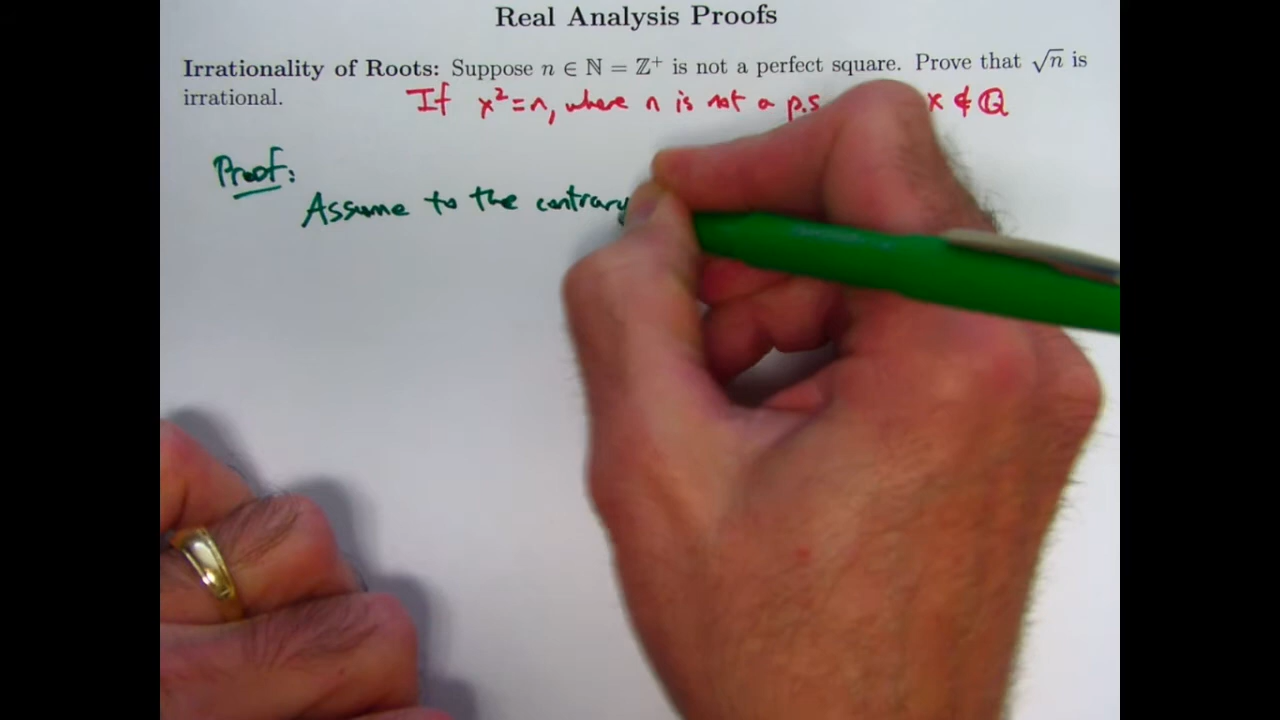 Real Analysis Proofs
Irrationality of Roots: Suppose n ∈ ℕ = ℤ⁺ is not a perfect square. Prove that √n is
irrational.
If x² = n, where n is not a p.s x ∉ ℚ
Proof:
Assume to the contrary